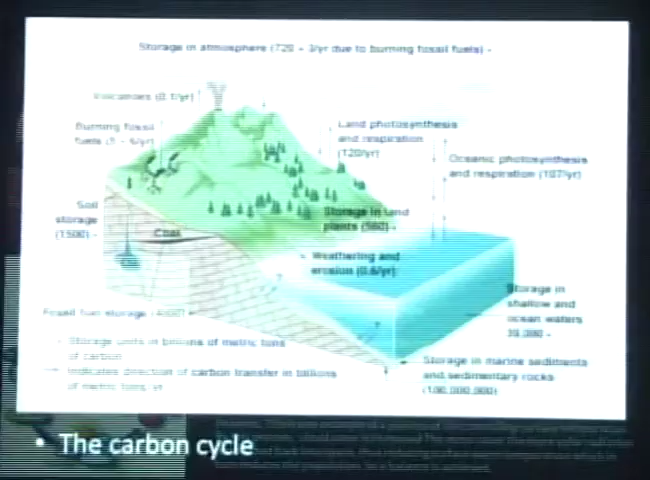 Storage in atmosphere (720 + 3/yr due to burning fossil fuels) -
Volcanoes (0.1/yr)
Burning fossil
fuels (5 - 6/yr)
Land photosynthesis
and respiration
(120/yr)
Oceanic photosynthesis
and respiration (107/yr)
Soil
storage
(1500) -
Coal
Oil
Storage in land
plants (560) -
Weathering and
erosion (0.6/yr)
Storage in
shallow and
ocean waters
39,000 -
Fossil fuel storage
Storage units in billions of metric tons
of carbon
Indicates direction of carbon transfer in billions
of metric tons/yr
Storage in marine sediments
and sedimentary rocks
(100,000,000)
• The carbon cycle